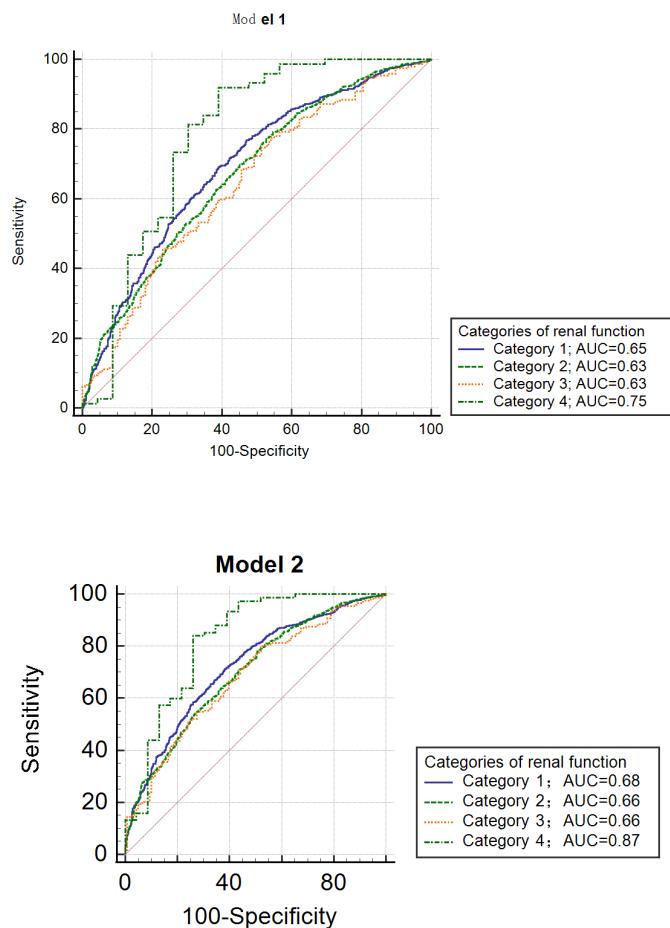 Mod el 1
100
80
60
40
20
0
Sensitivity
0 20 40 60 80 100
100-Specificity
Categories of renal function
Category 1; AUC=0.65
Category 2; AUC=0.63
Category 3; AUC=0.63
Category 4; AUC=0.75
Model 2
100
80
60
40
20
0
Sensitivity
0 40 80
100-Specificity
Categories of renal function
Category 1； AUC=0.68
Category 2； AUC=0.66
Category 3； AUC=0.66
Category 4； AUC=0.87